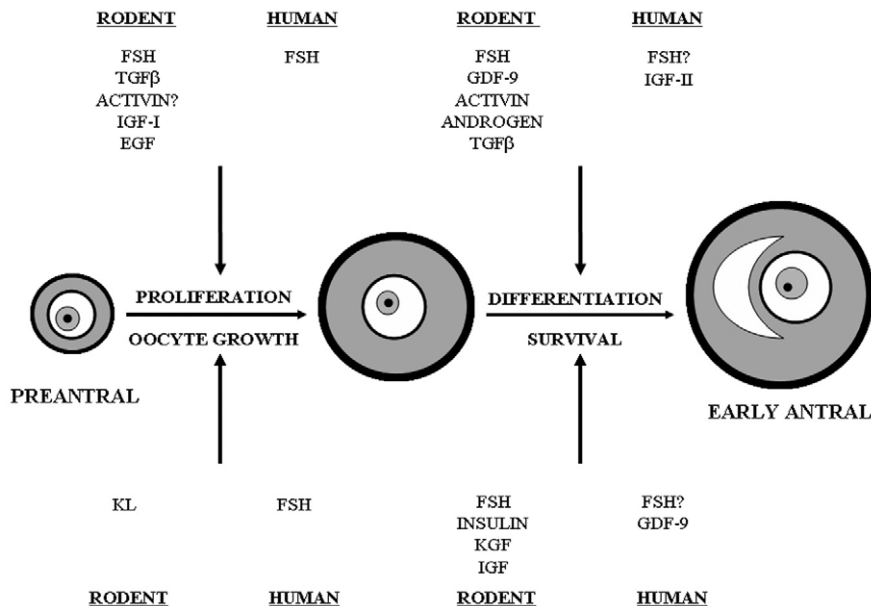 RODENT HUMAN RODENT HUMAN
FSH FSH FSH FSH?
TGFβ GDF-9 IGF-II
ACTIVIN? ACTIVIN
IGF-I ANDROGEN
EGF TGFβ
PROLIFERATION DIFFERENTIATION
OOCYTE GROWTH SURVIVAL
PREANTRAL EARLY ANTRAL
KL FSH FSH FSH?
INSULIN GDF-9
KGF
IGF
RODENT HUMAN RODENT HUMAN